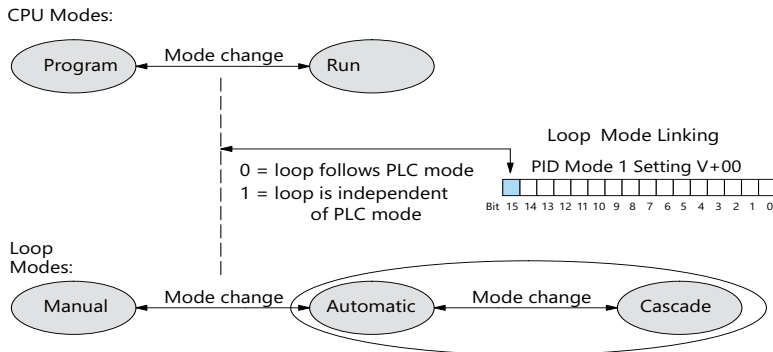 CPU Modes:
Program
Mode change
Run
Loop Mode Linking
0 = loop follows PLC mode
1 = loop is independent
of PLC mode
PID Mode 1 Setting V+00
Bit 15 14 13 12 11 10 9 8 7 6 5 4 3 2 1 0
Loop
Modes:
Manual
Mode change
Automatic
Mode change
Cascade